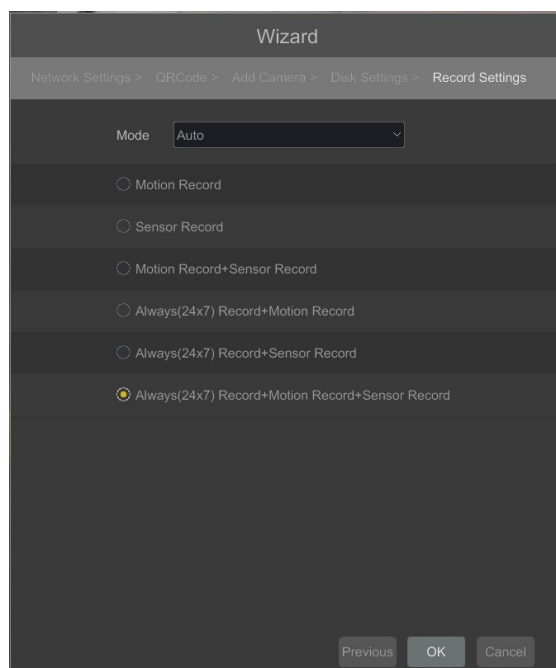 Wizard
Network Settings > QRCode > Add Camera > Disk Settings > Record Settings
Mode Auto
Motion Record
Sensor Record
Motion Record+Sensor Record
Always(24x7) Record+Motion Record
Always(24x7) Record+Sensor Record
Always(24x7) Record+Motion Record+Sensor Record
Previous OK Cancel